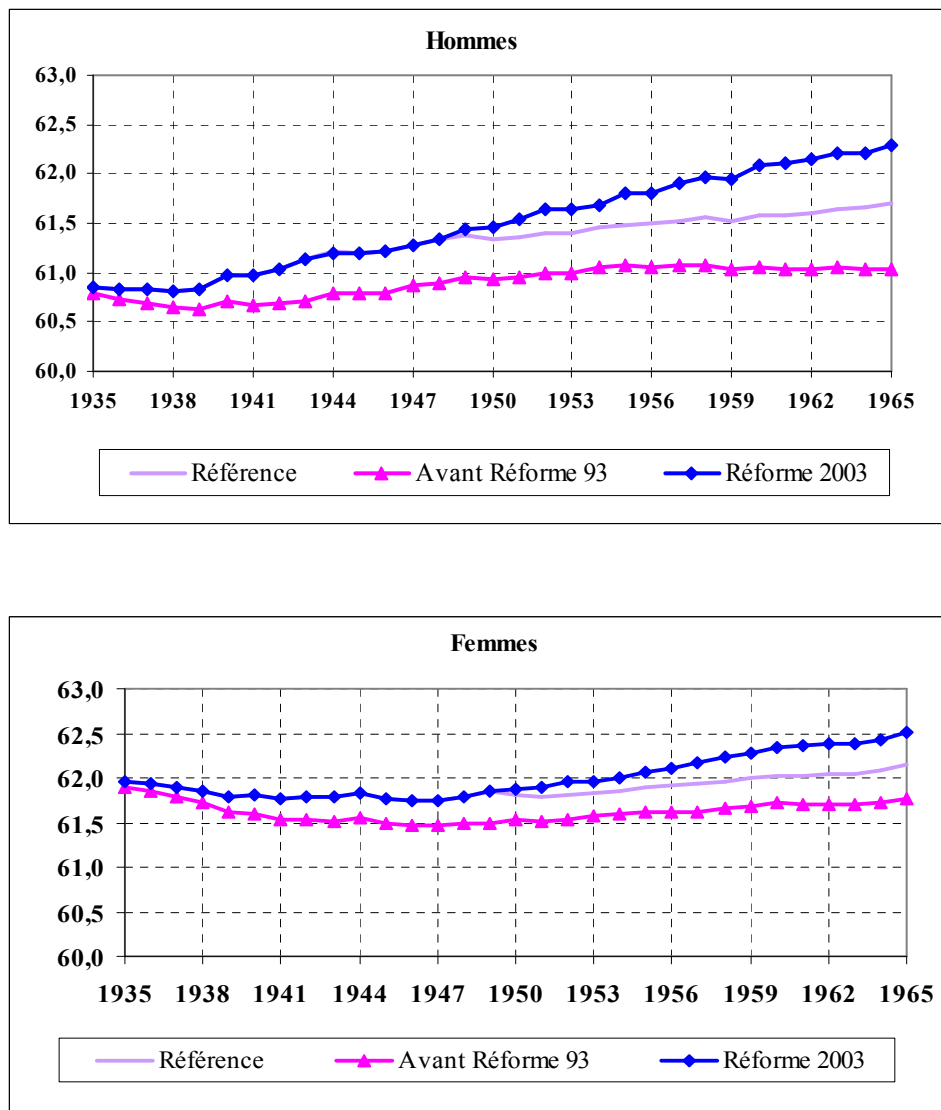 Hommes
63,0
62,5
62,0
61,5
61,0
60,5
60,0
1935 1938 1941 1944 1947 1950 1953 1956 1959 1962 1965
Référence Avant Réforme 93 Réforme 2003
Femmes
63,0
62,5
62,0
61,5
61,0
60,5
60,0
1935 1938 1941 1944 1947 1950 1953 1956 1959 1962 1965
Référence Avant Réforme 93 Réforme 2003